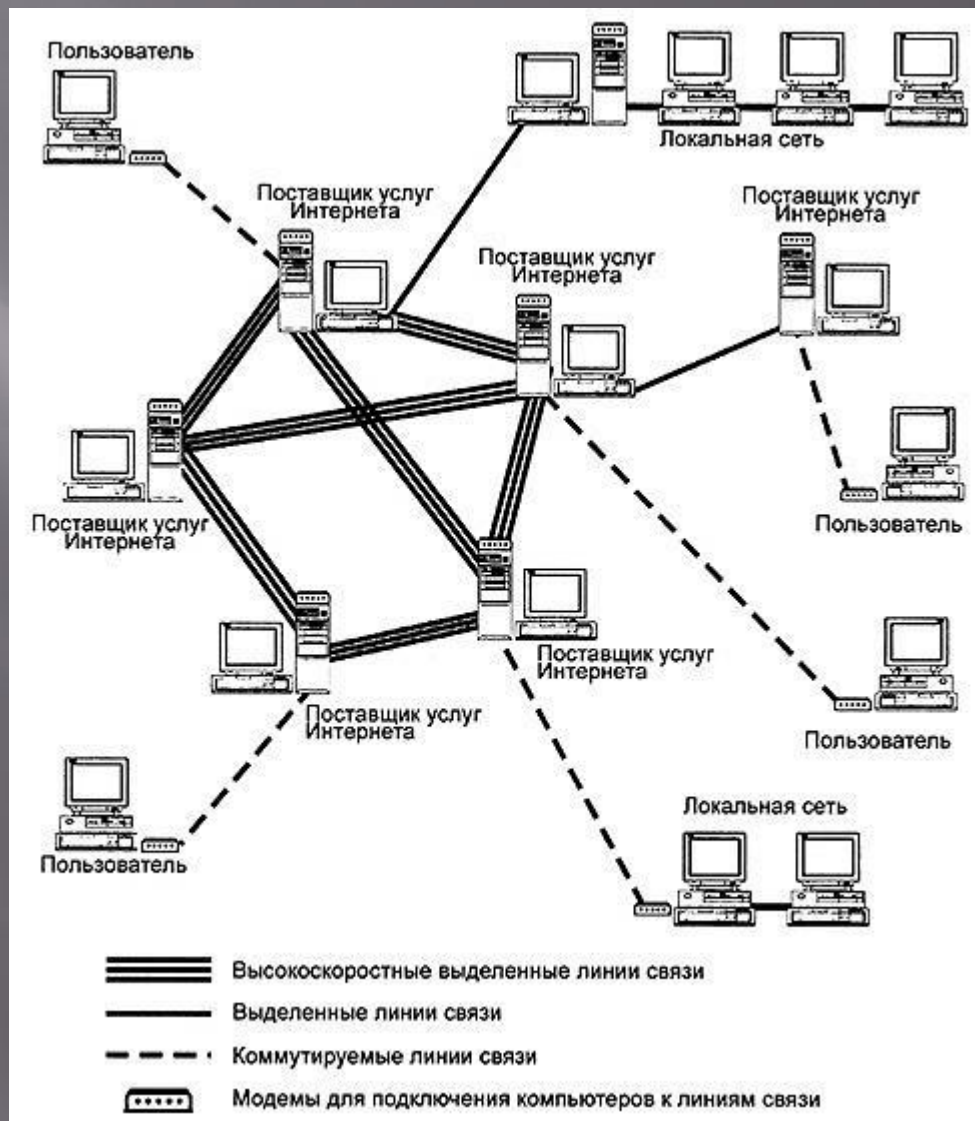 Пользователь
Локальная сеть
Поставщик услуг
Интернета
Поставщик услуг
Интернета
Поставщик услуг
Интернета
Поставщик услуг
Интернета
Пользователь
Поставщик услуг
Интернета
Поставщик услуг
Интернета
Пользователь
Локальная сеть
Пользователь
Высокоскоростные выделенные линии связи
Выделенные линии связи
Коммутируемые линии связи
Модемы для подключения компьютеров к линиям связи